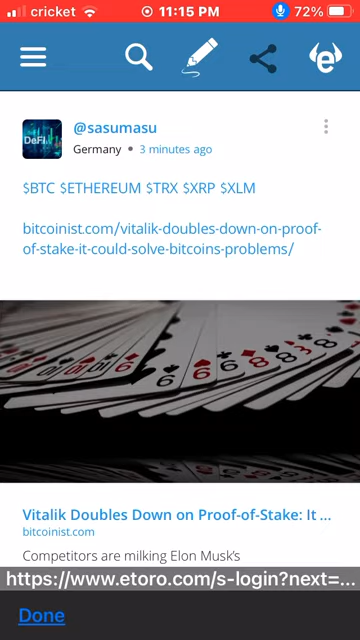 cricket 11:15 PM 72%
@sasumasu
DeFi
Germany • 3 minutes ago
$BTC $ETHEREUM $TRX $XRP $XLM
bitcoinist.com/vitalik-doubles-down-on-proof-
of-stake-it-could-solve-bitcoins-problems/
Vitalik Doubles Down on Proof-of-Stake: It ...
bitcoinist.com
Competitors are milking Elon Musk's
https://www.etoro.com/s-login?next=...
Done